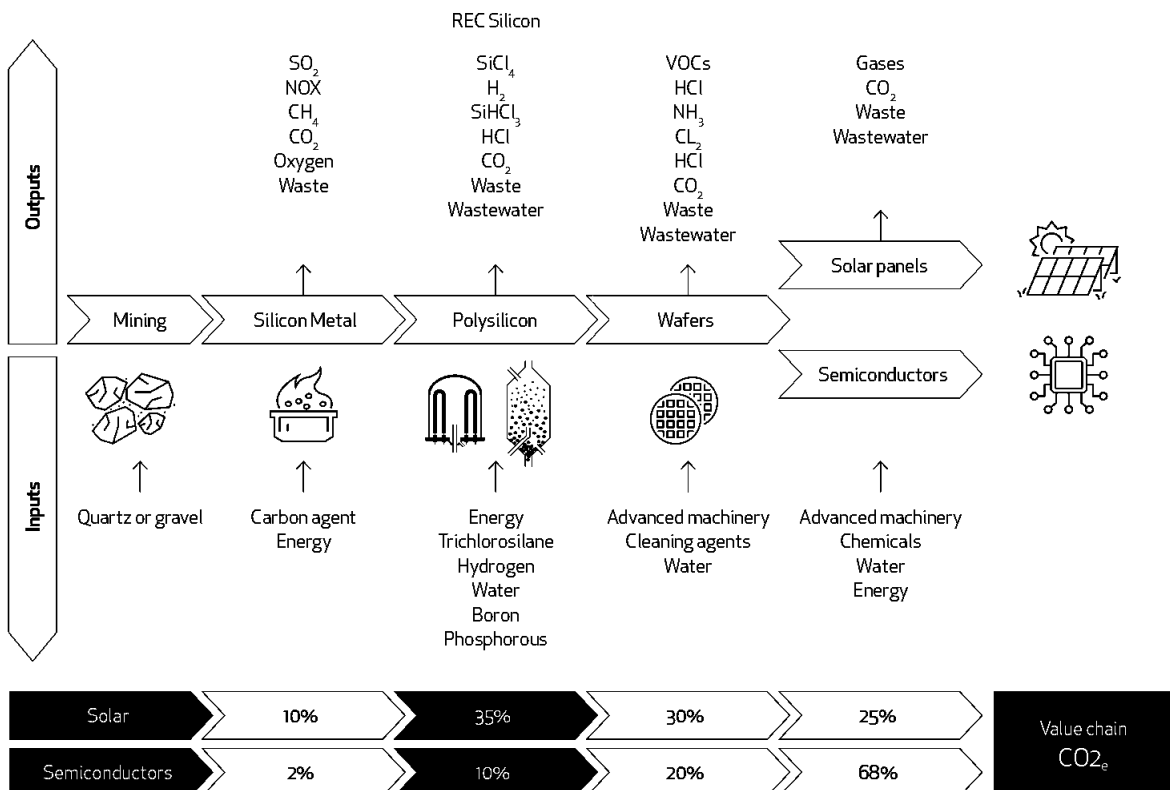 REC Silicon
Outputs
SO₂
NOX
CH₄
CO₂
Oxygen
Waste
SiCl₄
H₂
SiHCl₃
HCl
CO₂
Waste
Wastewater
VOCs
HCl
NH₃
CL₂
HCl
CO₂
Waste
Wastewater
Gases
CO₂
Waste
Wastewater
Mining
Silicon Metal
Polysilicon
Wafers
Solar panels
Semiconductors
Inputs
Quartz or gravel
Carbon agent
Energy
Energy
Trichlorosilane
Hydrogen
Water
Boron
Phosphorous
Advanced machinery
Cleaning agents
Water
Advanced machinery
Chemicals
Water
Energy
Solar 10% 35% 30% 25%
Semiconductors 2% 10% 20% 68%
Value chain
CO2ₑ